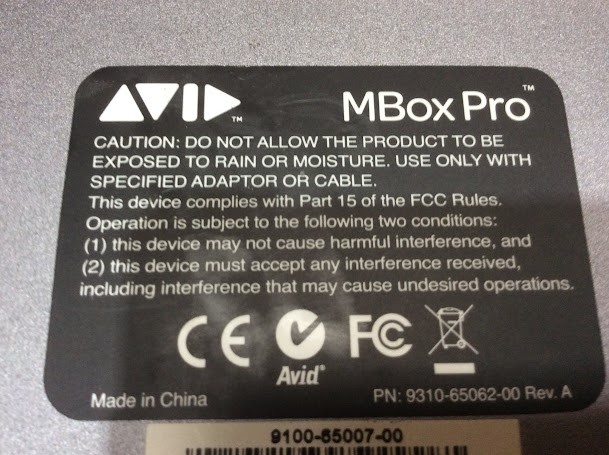 AVID™
MBox Pro™
CAUTION: DO NOT ALLOW THE PRODUCT TO BE
EXPOSED TO RAIN OR MOISTURE. USE ONLY WITH
SPECIFIED ADAPTOR OR CABLE.
This device complies with Part 15 of the FCC Rules.
Operation is subject to the following two conditions:
(1) this device may not cause harmful interference, and
(2) this device must accept any interference received,
including interference that may cause undesired operations.
CE FC
Avid®
Made in China
PN: 9310-65062-00 Rev. A
9100-65007-00